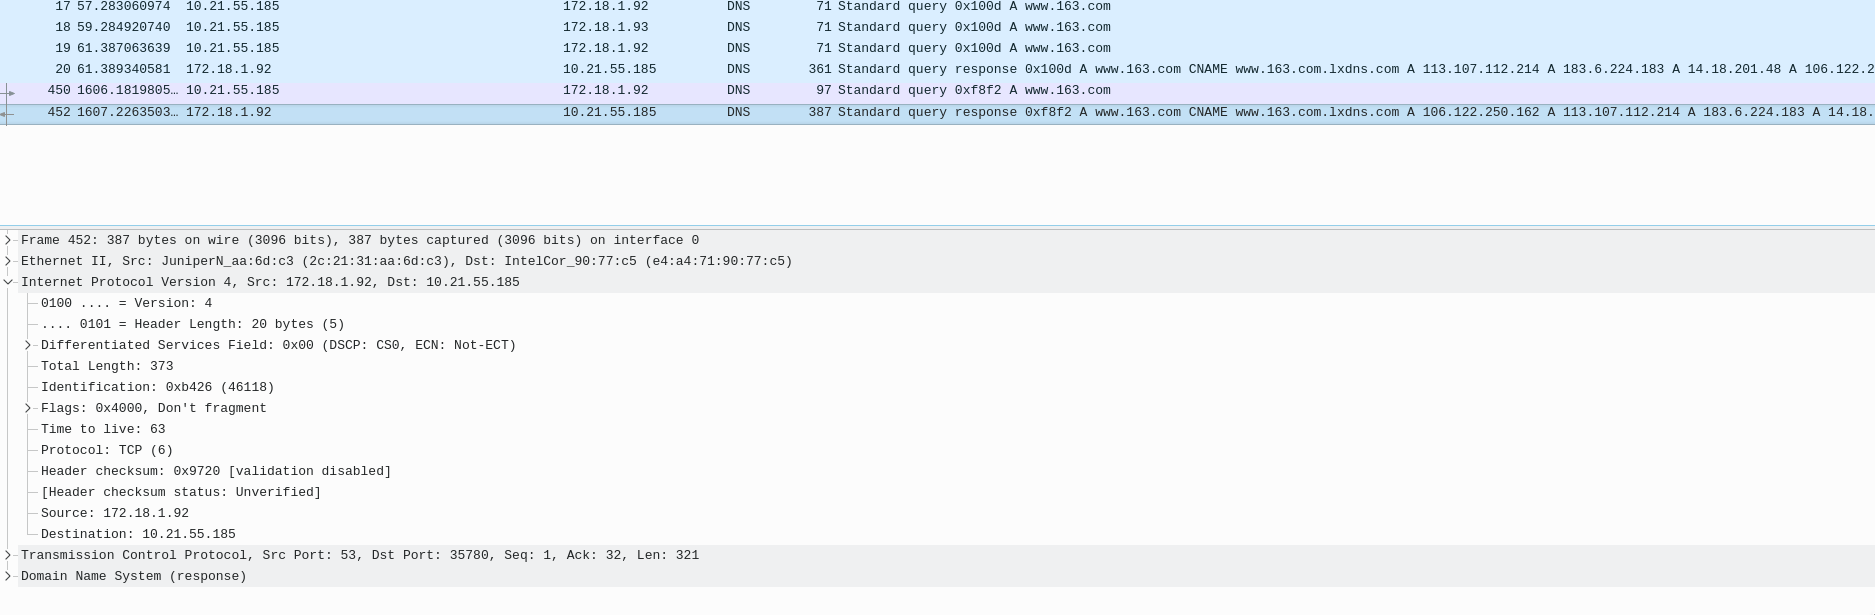 17 57.283060974 10.21.55.185 172.18.1.92 DNS 71 Standard query 0x100d A www.163.com
18 59.284920740 10.21.55.185 172.18.1.93 DNS 71 Standard query 0x100d A www.163.com
19 61.387063639 10.21.55.185 172.18.1.92 DNS 71 Standard query 0x100d A www.163.com
20 61.389340581 172.18.1.92 10.21.55.185 DNS 361 Standard query response 0x100d A www.163.com CNAME www.163.com.lxdns.com A 113.107.112.214 A 183.6.224.183 A 14.18.201.48 A 106.122.2
450 1606.1819805… 10.21.55.185 172.18.1.92 DNS 97 Standard query 0xf8f2 A www.163.com
452 1607.2263503… 172.18.1.92 10.21.55.185 DNS 387 Standard query response 0xf8f2 A www.163.com CNAME www.163.com.lxdns.com A 106.122.250.162 A 113.107.112.214 A 183.6.224.183 A 14.18.
Frame 452: 387 bytes on wire (3096 bits), 387 bytes captured (3096 bits) on interface 0
Ethernet II, Src: JuniperN_aa:6d:c3 (2c:21:31:aa:6d:c3), Dst: IntelCor_90:77:c5 (e4:a4:71:90:77:c5)
Internet Protocol Version 4, Src: 172.18.1.92, Dst: 10.21.55.185
0100 .... = Version: 4
.... 0101 = Header Length: 20 bytes (5)
Differentiated Services Field: 0x00 (DSCP: CS0, ECN: Not-ECT)
Total Length: 373
Identification: 0xb426 (46118)
Flags: 0x4000, Don't fragment
Time to live: 63
Protocol: TCP (6)
Header checksum: 0x9720 [validation disabled]
[Header checksum status: Unverified]
Source: 172.18.1.92
Destination: 10.21.55.185
Transmission Control Protocol, Src Port: 53, Dst Port: 35780, Seq: 1, Ack: 32, Len: 321
Domain Name System (response)